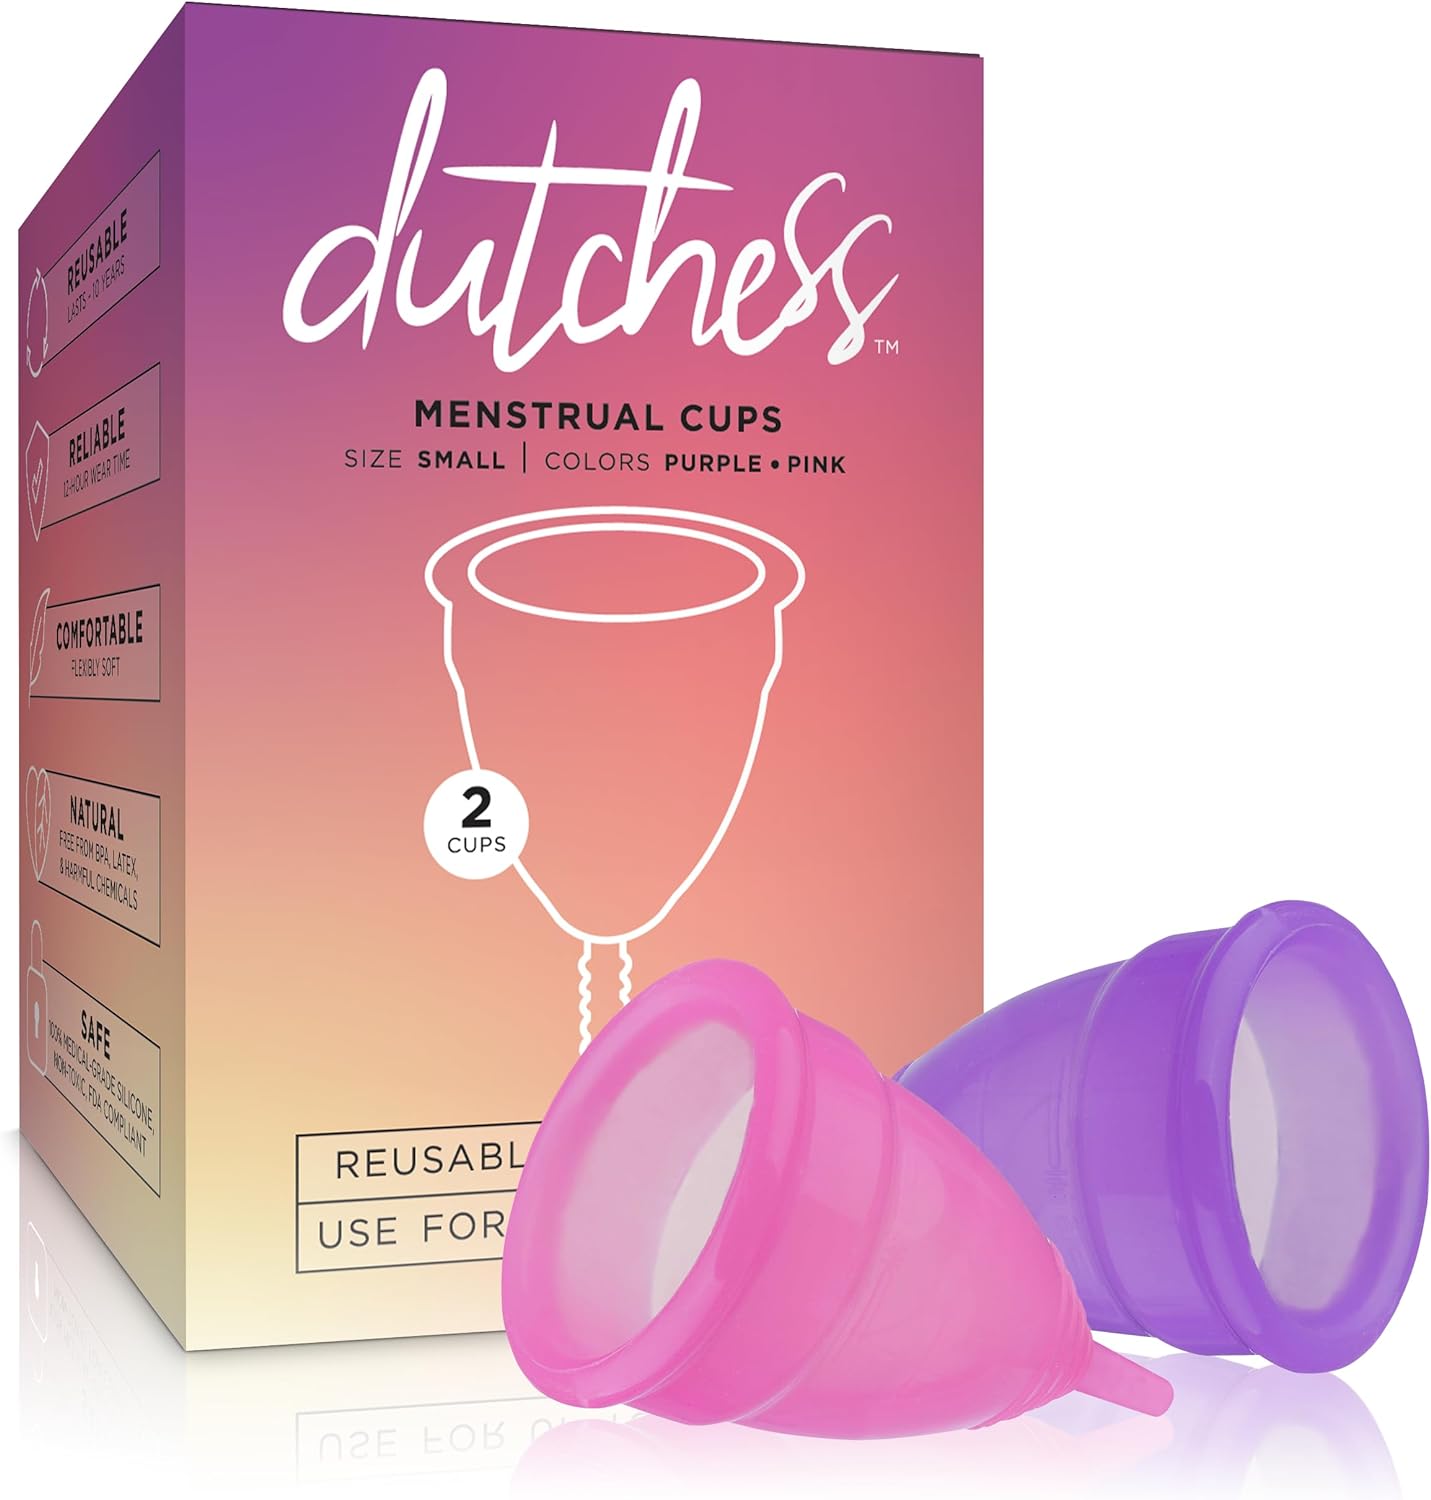 dutchess™
MENSTRUAL CUPS
SIZE SMALL | COLORS PURPLE • PINK
2
CUPS
REUSABL
USE FOR
REUSABLE
LASTS ~ 10 YEARS
RELIABLE
12-HOUR WEAR TIME
COMFORTABLE
FLEXIBLY SOFT
NATURAL
FREE FROM BPA, LATEX,
& HARMFUL CHEMICALS
SAFE
100% MEDICAL-GRADE SILICONE,
NON-TOXIC, FDA COMPLIANT